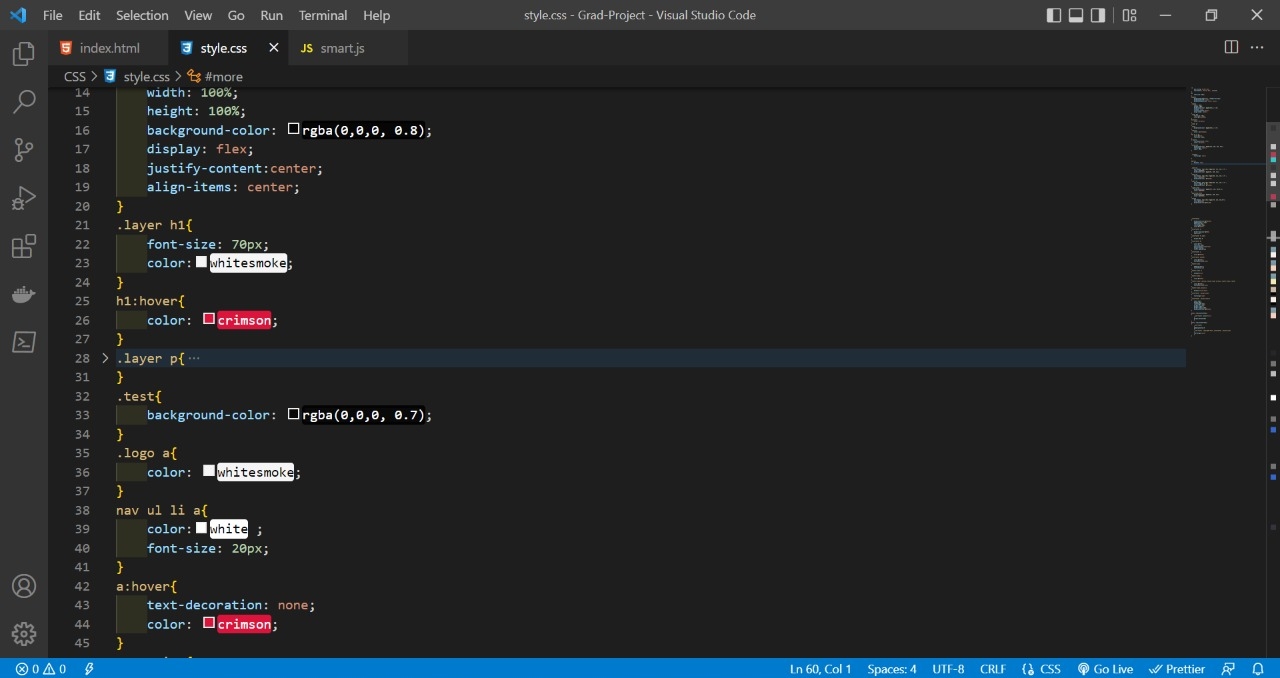 File Edit Selection View Go Run Terminal Help style.css - Grad-Project - Visual Studio Code
index.html style.css JS smart.js
CSS style.css #more
14 width: 100%;
15 height: 100%;
16 background-color: rgba(0,0,0, 0.8);
17 display: flex;
18 justify-content:center;
19 align-items: center;
20 }
21 .layer h1{
22 font-size: 70px;
23 color: whitesmoke;
24 }
25 h1:hover{
26 color: crimson;
27 }
28 .layer p{ ...
31 }
32 .test{
33 background-color: rgba(0,0,0, 0.7);
34 }
35 .logo a{
36 color: whitesmoke;
37 }
38 nav ul li a{
39 color: white ;
40 font-size: 20px;
41 }
42 a:hover{
43 text-decoration: none;
44 color: crimson;
45 }
0 0 Ln 60, Col 1 Spaces: 4 UTF-8 CRLF {} CSS Go Live Prettier